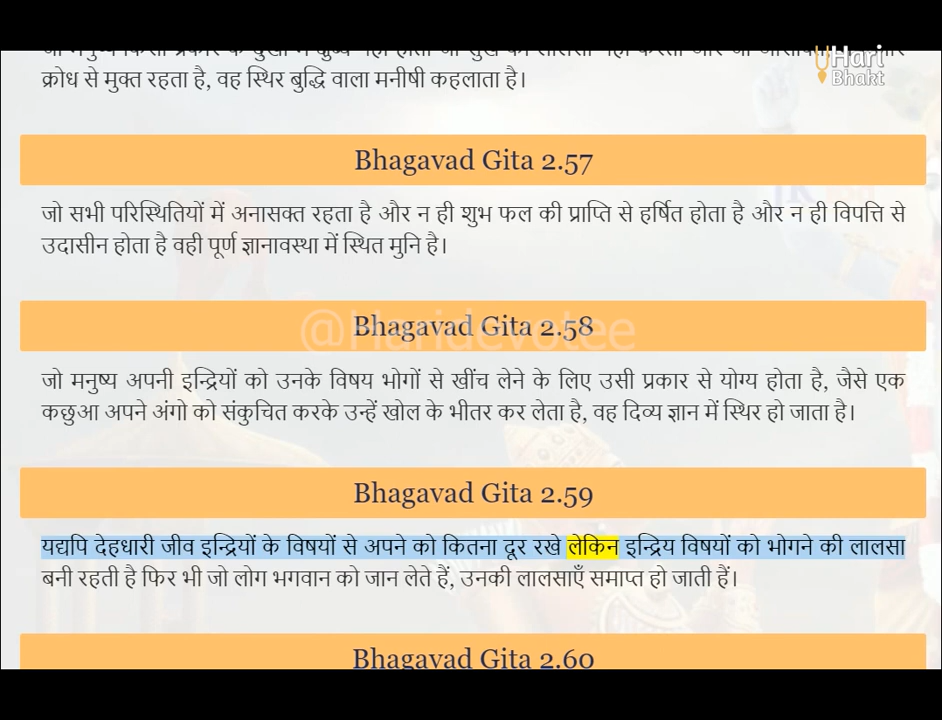 क्रोध से मुक्त रहता है, वह स्थिर बुद्धि वाला मनीषी कहलाता है।
Hari
Bhakt
Bhagavad Gita 2.57
जो सभी परिस्थितियों में अनासक्त रहता है और न ही शुभ फल की प्राप्ति से हर्षित होता है और न ही विपत्ति से
उदासीन होता है वही पूर्ण ज्ञानावस्था में स्थित मुनि है।
Bhagavad Gita 2.58
@Haridevotee
जो मनुष्य अपनी इन्द्रियों को उनके विषय भोगों से खींच लेने के लिए उसी प्रकार से योग्य होता है, जैसे एक
कछुआ अपने अंगो को संकुचित करके उन्हें खोल के भीतर कर लेता है, वह दिव्य ज्ञान में स्थिर हो जाता है।
Bhagavad Gita 2.59
यद्यपि देहधारी जीव इन्द्रियों के विषयों से अपने को कितना दूर रखे लेकिन इन्द्रिय विषयों को भोगने की लालसा
बनी रहती है फिर भी जो लोग भगवान को जान लेते हैं, उनकी लालसाएँ समाप्त हो जाती हैं।
Bhagavad Gita 2.60